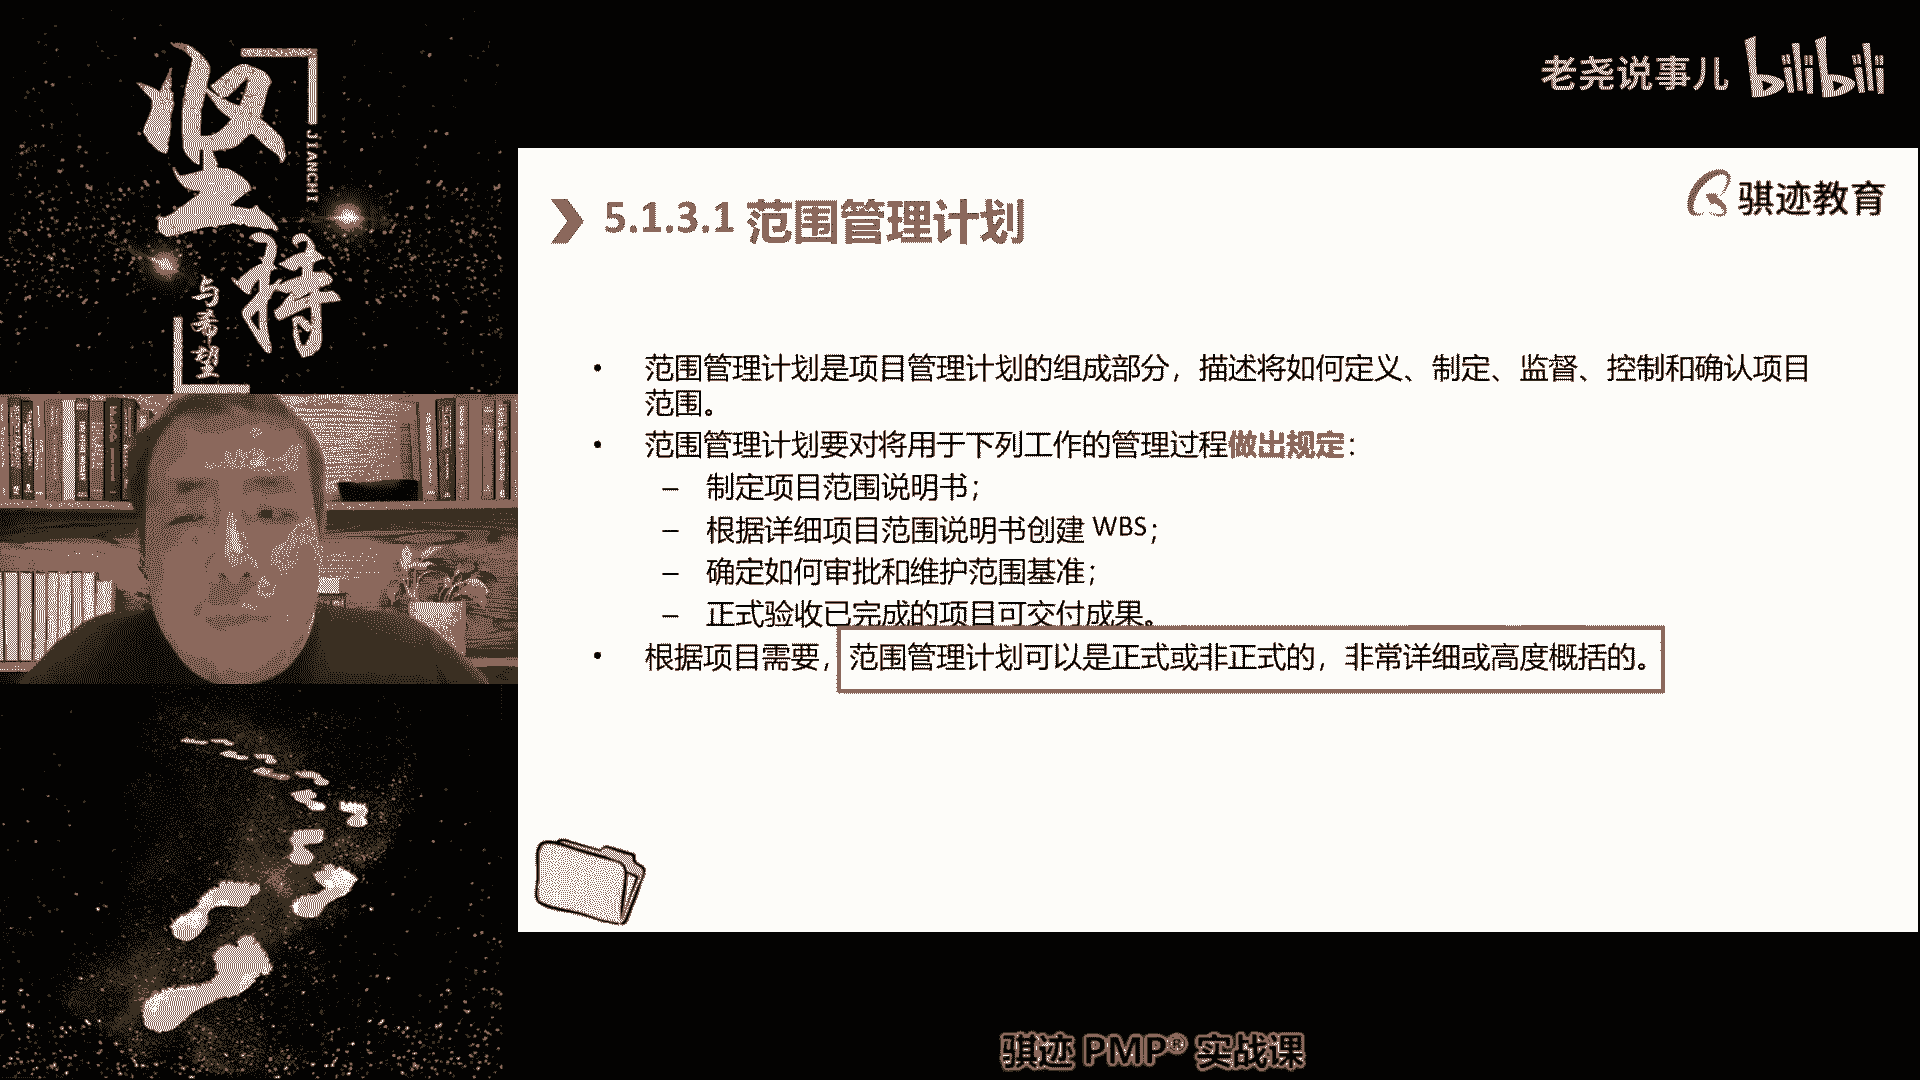 坚持
JIANCHI
与希望
老尧说事儿 bilibili
骐迹教育
5.1.3.1 范围管理计划
• 范围管理计划是项目管理计划的组成部分，描述将如何定义、制定、监督、控制和确认项目
范围。
• 范围管理计划要对将用于下列工作的管理过程做出规定：
– 制定项目范围说明书；
– 根据详细项目范围说明书创建 WBS；
– 确定如何审批和维护范围基准；
– 正式验收已完成的项目可交付成果。
• 根据项目需要，范围管理计划可以是正式或非正式的，非常详细或高度概括的。
骐迹 PMP® 实战课